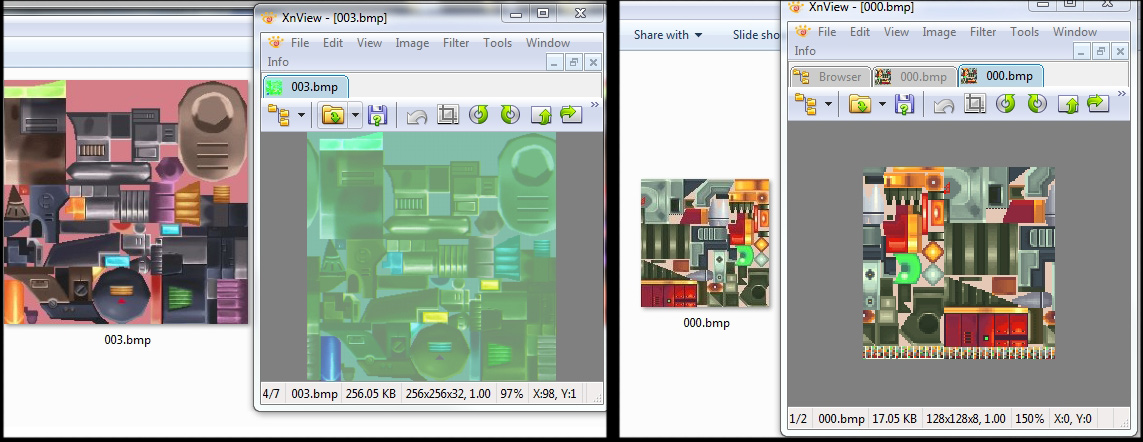 XnView - [003.bmp]
File Edit View Image Filter Tools Window
Info
003.bmp
003.bmp
4/7 003.bmp 256.05 KB 256x256x32, 1.00 97% X:98, Y:1
Share with
Slide sho
XnView - [000.bmp]
File Edit View Image Filter Tools Window
Info
Browser 000.bmp 000.bmp
000.bmp
1/2 000.bmp 17.05 KB 128x128x8, 1.00 150% X:0, Y:0